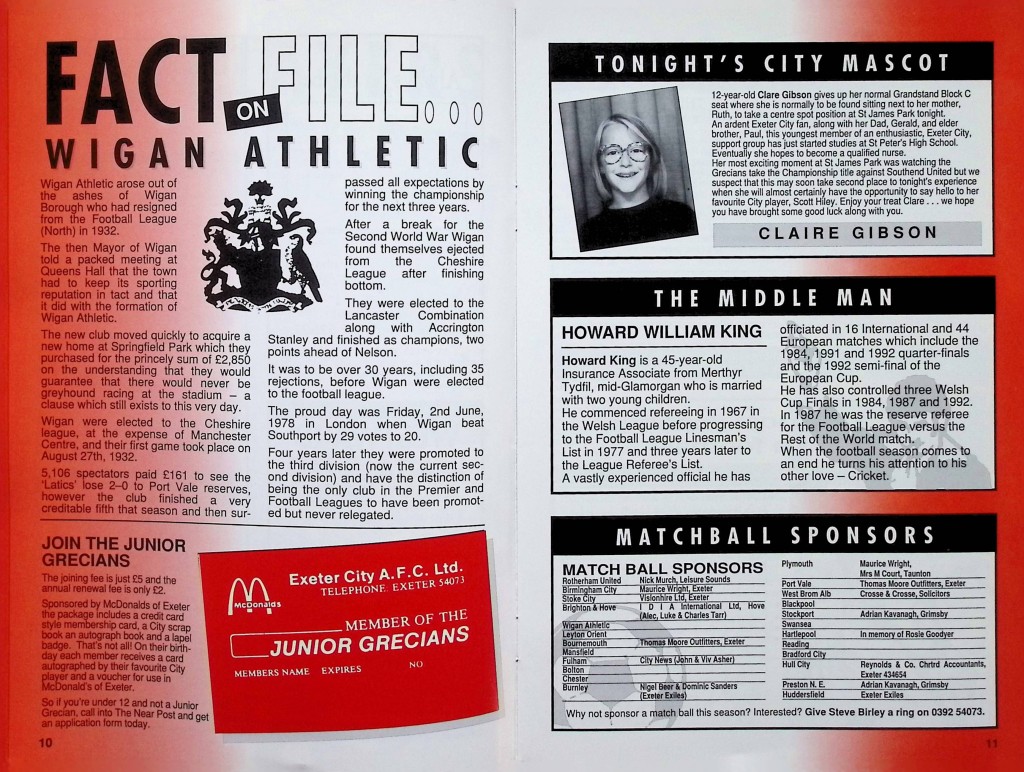 FACT ON FILE...
WIGAN ATHLETIC
Wigan Athletic arose out of
the ashes of Wigan
Borough who had resigned
from the Football League
(North) in 1932.
The then Mayor of Wigan
told a packed meeting at
Queens Hall that the town
had to keep its sporting
reputation in tact and that
it did with the formation of
Wigan Athletic.
The new club moved quickly to acquire a
new home at Springfield Park which they
purchased for the princely sum of £2,850
on the understanding that they would
guarantee that there would never be
greyhound racing at the stadium – a
clause which still exists to this very day.
Wigan were elected to the Cheshire
league, at the expense of Manchester
Centre, and their first game took place on
August 27th, 1932.
5,106 spectators paid £161 to see the
'Latics' lose 2–0 to Port Vale reserves,
however the club finished a very
creditable fifth that season and then sur-
passed all expectations by
winning the championship
for the next three years.
After a break for the
Second World War Wigan
found themselves ejected
from the Cheshire
League after finishing
bottom.
They were elected to the
Lancaster Combination
along with Accrington
Stanley and finished as champions, two
points ahead of Nelson.
It was to be over 30 years, including 35
rejections, before Wigan were elected
to the football league.
The proud day was Friday, 2nd June,
1978 in London when Wigan beat
Southport by 29 votes to 20.
Four years later they were promoted to
the third division (now the current sec-
ond division) and have the distinction of
being the only club in the Premier and
Football Leagues to have been promot-
ed but never relegated.
JOIN THE JUNIOR
GRECIANS
The joining fee is just £5 and the
annual renewal fee is only £2.
Sponsored by McDonalds of Exeter
the package includes a credit card
style membership card, a City scrap
book an autograph book and a lapel
badge. That's not all! On their birth-
day each member receives a card
autographed by their favourite City
player and a voucher for use in
McDonald's of Exeter.
So if you're under 12 and not a Junior
Grecian, call into The Near Post and get
an application form today.
McDonalds
Exeter City A.F.C. Ltd.
TELEPHONE: EXETER 54073
MEMBER OF THE
JUNIOR GRECIANS
MEMBERS NAME EXPIRES NO
10
TONIGHT'S CITY MASCOT
12-year-old Clare Gibson gives up her normal Grandstand Block C
seat where she is normally to be found sitting next to her mother,
Ruth, to take a centre spot position at St James Park tonight.
An ardent Exeter City fan, along with her Dad, Gerald, and elder
brother, Paul, this youngest member of an enthusiastic, Exeter City,
support group has just started studies at St Peter's High School.
Eventually she hopes to become a qualified nurse.
Her most exciting moment at St James Park was watching the
Grecians take the Championship title against Southend United but we
suspect that this may soon take second place to tonight's experience
when she will almost certainly have the opportunity to say hello to her
favourite City player, Scott Hiley. Enjoy your treat Clare . . . we hope
you have brought some good luck along with you.
CLAIRE GIBSON
THE MIDDLE MAN
HOWARD WILLIAM KING
Howard King is a 45-year-old
Insurance Associate from Merthyr
Tydfil, mid-Glamorgan who is married
with two young children.
He commenced refereeing in 1967 in
the Welsh League before progressing
to the Football League Linesman's
List in 1977 and three years later to
the League Referee's List.
A vastly experienced official he has
officiated in 16 International and 44
European matches which include the
1984, 1991 and 1992 quarter-finals
and the 1992 semi-final of the
European Cup.
He has also controlled three Welsh
Cup Finals in 1984, 1987 and 1992.
In 1987 he was the reserve referee
for the Football League versus the
Rest of the World match.
When the football season comes to
an end he turns his attention to his
other love – Cricket.
MATCHBALL SPONSORS
MATCH BALL SPONSORS
Rotherham United Nick Murch, Leisure Sounds
Birmingham City Maurice Wright, Exeter
Stoke City Visionhire Ltd, Exeter
Brighton & Hove I D I A International Ltd, Hove
(Alec, Luke & Charles Tarr)
Wigan Athletic
Leyton Orient
Bournemouth Thomas Moore Outfitters, Exeter
Mansfield
Fulham City News (John & Viv Asher)
Bolton
Chester
Burnley Nigel Beer & Dominic Sanders
(Exeter Exiles)
Plymouth Maurice Wright,
Mrs M Court, Taunton
Port Vale Thomas Moore Outfitters, Exeter
West Brom Alb Crosse & Crosse, Solicitors
Blackpool
Stockport Adrian Kavanagh, Grimsby
Swansea
Hartlepool In memory of Rosie Goodyer
Reading
Bradford City
Hull City Reynolds & Co. Chrtrd Accountants,
Exeter 434654
Preston N. E. Adrian Kavanagh, Grimsby
Huddersfield Exeter Exiles
Why not sponsor a match ball this season? Interested? Give Steve Birley a ring on 0392 54073.
11